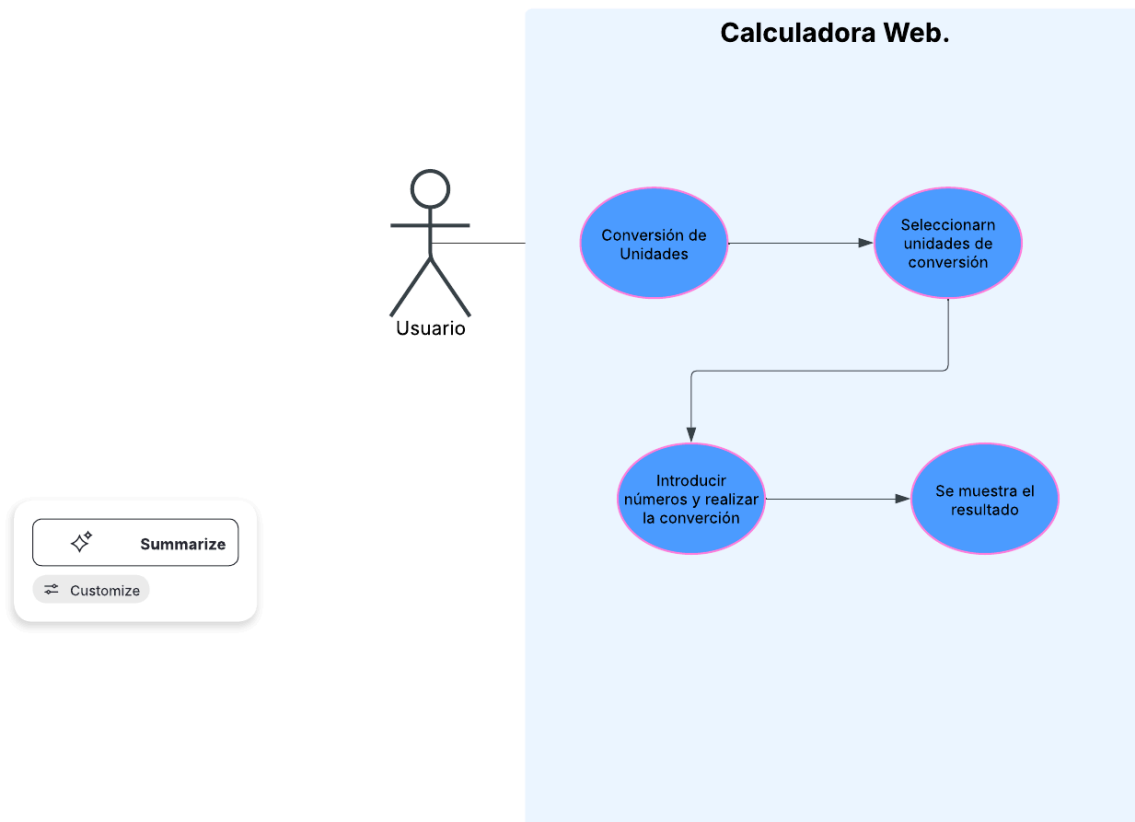 Calculadora Web.
Conversión de
Unidades
Seleccionarn
unidades de
conversión
Usuario
Introducir
números y realizar
la converción
Se muestra el
resultado
Summarize
Customize